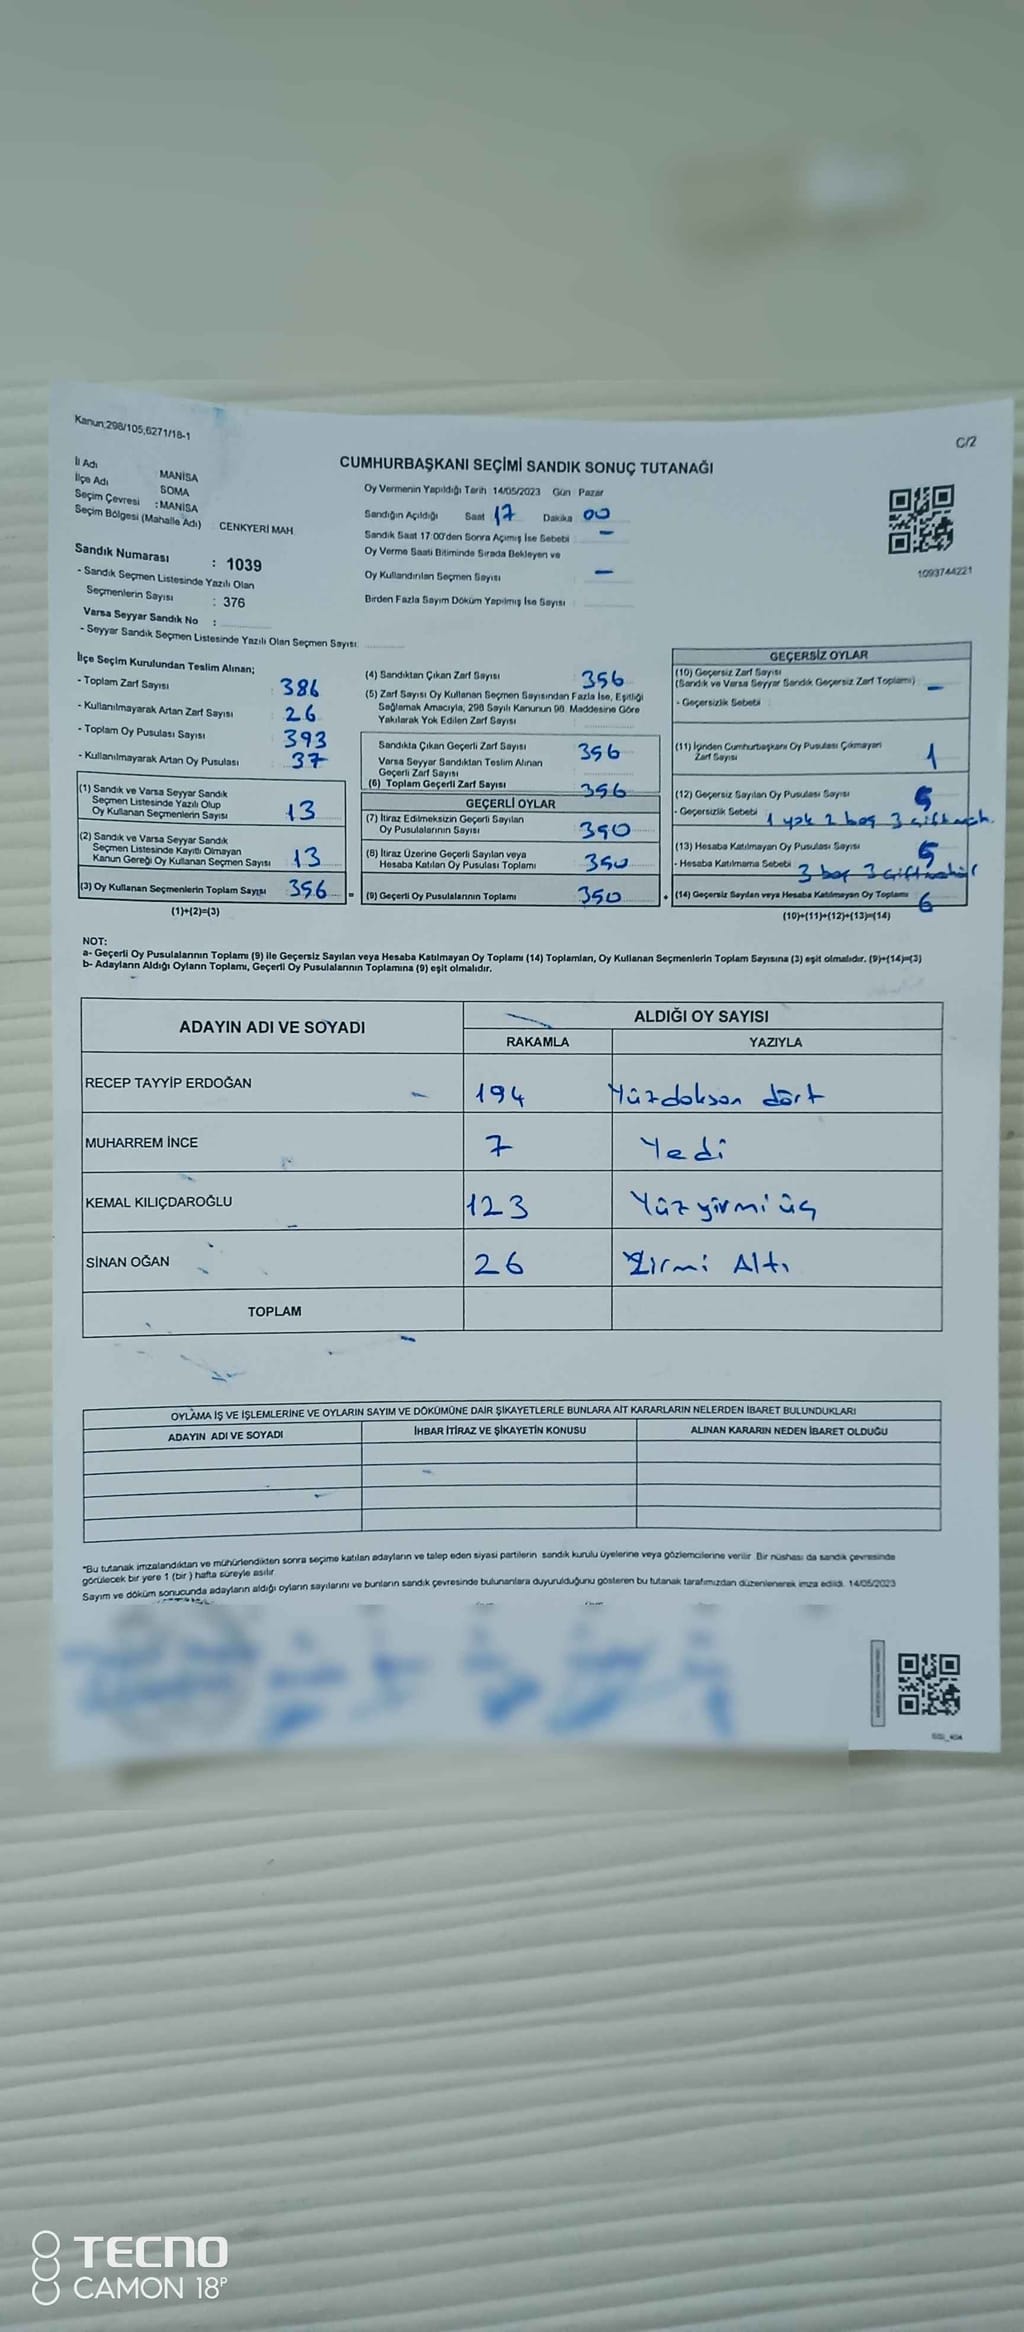 Kanun;298/105,6271/18-1
C/2
İl Adı MANİSA
İlçe Adı SOMA
Seçim Çevresi : MANİSA
Seçim Bölgesi (Mahalle Adı) CENKYERİ MAH
Sandık Numarası : 1039
- Sandık Seçmen Listesinde Yazılı Olan
Seçmenlerin Sayısı : 376
Varsa Seyyar Sandık No :
- Seyyar Sandık Seçmen Listesinde Yazılı Olan Seçmen Sayısı
CUMHURBAŞKANI SEÇİMİ SANDIK SONUÇ TUTANAĞI
Oy Vermenin Yapıldığı Tarih 14/05/2023 Gün Pazar
Sandığın Açıldığı Saat 17 Dakika 00
Sandık Saat 17:00'den Sonra Açımış İse Sebebi –
Oy Verme Saati Bitiminde Sırada Bekleyen ve
Oy Kullandırılan Seçmen Sayısı –
Birden Fazla Sayım Döküm Yapılmış İse Sayısı
1093744221
İlçe Seçim Kurulundan Teslim Alınan;
- Toplam Zarf Sayısı : 386
- Kullanılmayarak Artan Zarf Sayısı : 26
- Toplam Oy Pusulası Sayısı : 393
- Kullanılmayarak Artan Oy Pusulası : 37
(1) Sandık ve Varsa Seyyar Sandık
Seçmen Listesinde Yazılı Olup
Oy Kullanan Seçmenlerin Sayısı 13
(2) Sandık ve Varsa Seyyar Sandık
Seçmen Listesinde Kayıtlı Olmayan
Kanun Gereği Oy Kullanan Seçmen Sayısı 13
(3) Oy Kullanan Seçmenlerin Toplam Sayısı 356 =
(1)+(2)=(3)
(4) Sandıktan Çıkan Zarf Sayısı 356
(5) Zarf Sayısı Oy Kullanan Seçmen Sayısından Fazla İse, Eşitliği
Sağlamak Amacıyla, 298 Sayılı Kanunun 98. Maddesine Göre
Yakılarak Yok Edilen Zarf Sayısı
Sandıkta Çıkan Geçerli Zarf Sayısı 356
Varsa Seyyar Sandıktan Teslim Alınan
Geçerli Zarf Sayısı
(6) Toplam Geçerli Zarf Sayısı 356
GEÇERLİ OYLAR
(7) İtiraz Edilmeksizin Geçerli Sayılan
Oy Pusulalarının Sayısı 350
(8) İtiraz Üzerine Geçerli Sayılan veya
Hesaba Katılan Oy Pusulası Toplamı 350
(9) Geçerli Oy Pusulalarının Toplamı 350 +
GEÇERSİZ OYLAR
(10) Geçersiz Zarf Sayısı
(Sandık ve Varsa Seyyar Sandık Geçersiz Zarf Toplamı) –
- Geçersizlik Sebebi
(11) İçinden Cumhurbaşkanı Oy Pusulası Çıkmayan
Zarf Sayısı 1
(12) Geçersiz Sayılan Oy Pusulası Sayısı 5
- Geçersizlik Sebebi 1 yok 2 boş 3
(13) Hesaba Katılmayan Oy Pusulası Sayısı 5
- Hesaba Katılmama Sebebi 3 boş 3
(14) Geçersiz Sayılan veya Hesaba Katılmayan Oy Toplamı 6
(10)+(11)+(12)+(13)=(14)
NOT:
a- Geçerli Oy Pusulalarının Toplamı (9) ile Geçersiz Sayılan veya Hesaba Katılmayan Oy Toplamı (14) Toplamları, Oy Kullanan Seçmenlerin Toplam Sayısına (3) eşit olmalıdır. (9)+(14)=(3)
b- Adayların Aldığı Oyların Toplamı, Geçerli Oy Pusulalarının Toplamına (9) eşit olmalıdır.
ADAYIN ADI VE SOYADI
ALDIĞI OY SAYISI
RAKAMLA YAZIYLA
RECEP TAYYİP ERDOĞAN 194 Yüzdoksan dört
MUHARREM İNCE 7 Yedi
KEMAL KILIÇDAROĞLU 123 Yüz yirmi üç
SİNAN OĞAN 26 Yirmi Altı
TOPLAM
OYLAMA İŞ VE İŞLEMLERİNE VE OYLARIN SAYIM VE DÖKÜMÜNE DAİR ŞİKAYETLERLE BUNLARA AİT KARARLARIN NELERDEN İBARET BULUNDUKLARI
ADAYIN ADI VE SOYADI İHBAR İTİRAZ VE ŞİKAYETİN KONUSU ALINAN KARARIN NEDEN İBARET OLDUĞU
*Bu tutanak imzalandıktan ve mühürlendikten sonra seçime katılan adayların ve talep eden siyasi partilerin sandık kurulu üyelerine veya gözlemcilerine verilir. Bir nüshası da sandık çevresinde
görülecek bir yere 1 (bir ) hafta süreyle asılır.
Sayım ve döküm sonucunda adayların aldığı oyların sayılarını ve bunların sandık çevresinde bulunanlara duyurulduğunu gösteren bu tutanak tarafımızdan düzenlenerek imza edildi. 14/05/2023
TECNO
CAMON 18P